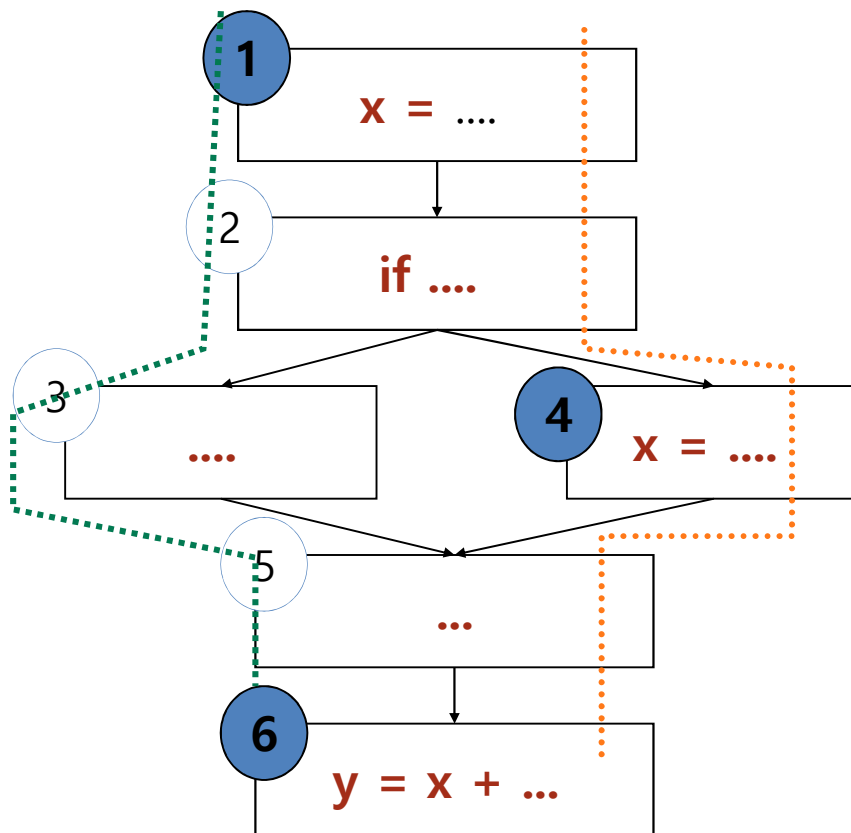 1
x = ....
2
if ....
3
....
4
x = ....
5
...
6
y = x + ...